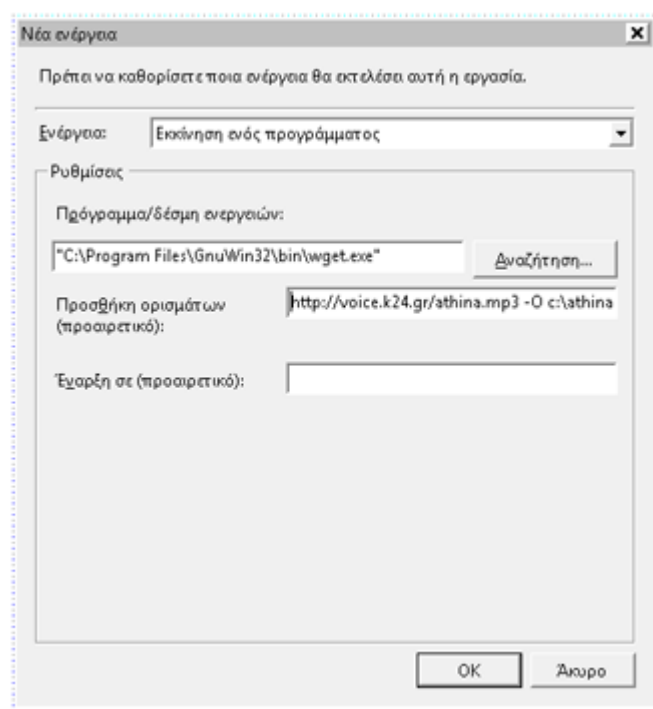 Νέα ενέργεια
Πρέπει να καθορίσετε ποια ενέργεια θα εκτελέσει αυτή η εργασία.
Ενέργεια:
Εκκίνηση ενός προγράμματος
Ρυθμίσεις
Πρόγραμμα/δέσμη ενεργειών:
"C:\Program Files\GnuWin32\bin\wget.exe"
Αναζήτηση...
Προσθήκη ορισμάτων
(προαιρετικό):
http://voice.k24.gr/athina.mp3 -O c:\athina
Έναρξη σε (προαιρετικό):
OK
Άκυρο